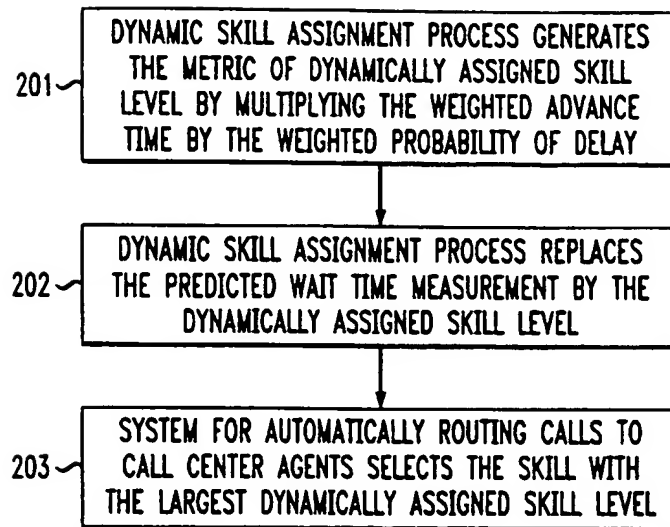 DYNAMIC SKILL ASSIGNMENT PROCESS GENERATES
THE METRIC OF DYNAMICALLY ASSIGNED SKILL
201
LEVEL BY MULTIPLYING THE WEIGHTED ADVANCE
TIME BY THE WEIGHTED PROBABILITY OF DELAY
DYNAMIC SKILL ASSIGNMENT PROCESS REPLACES
202
THE PREDICTED WAIT TIME MEASUREMENT BY THE
DYNAMICALLY ASSIGNED SKILL LEVEL
SYSTEM FOR AUTOMATICALLY ROUTING CALLS TO
203
CALL CENTER AGENTS SELECTS THE SKILL WITH
THE LARGEST DYNAMICALLY ASSIGNED SKILL LEVEL